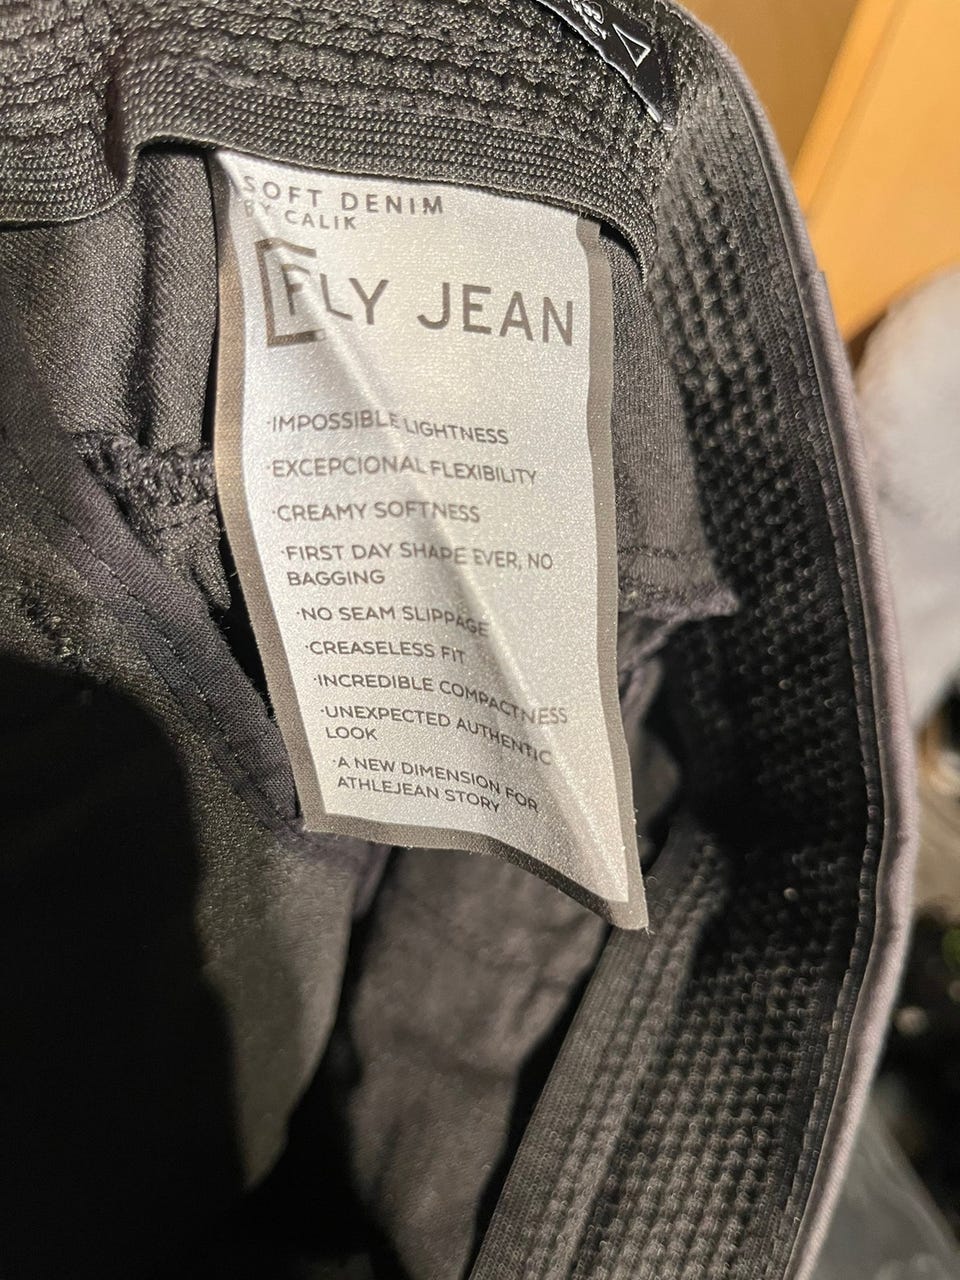 SOFT DENIM
BY CALIK
FLY JEAN
·IMPOSSIBLE LIGHTNESS
·EXCEPCIONAL FLEXIBILITY
·CREAMY SOFTNESS
·FIRST DAY SHAPE EVER, NO
BAGGING
·NO SEAM SLIPPAGE
·CREASELESS FIT
·INCREDIBLE COMPACTNESS
·UNEXPECTED AUTHENTIC
LOOK
·A NEW DIMENSION FOR
ATHLEJEAN STORY